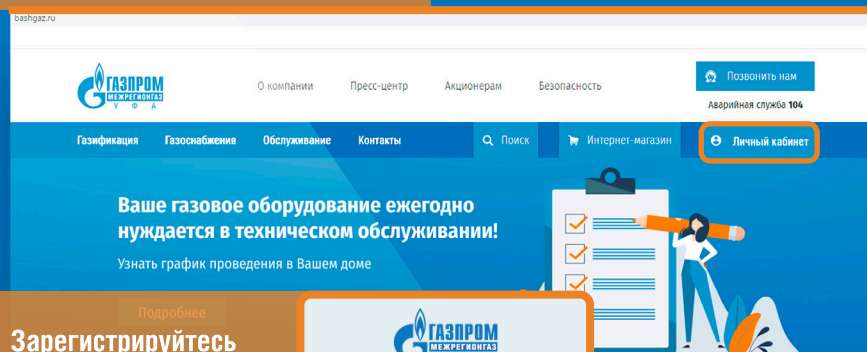 bashgaz.ru
ГАЗПРОМ
МЕЖРЕГИОНГАЗ
УФА
О компании Пресс-центр Акционерам Безопасность
Позвонить нам
Аварийная служба 104
Газификация Газоснабжение Обслуживание Контакты Поиск Интернет-магазин Личный кабинет
Ваше газовое оборудование ежегодно
нуждается в техническом обслуживании!
Узнать график проведения в Вашем доме
Подробнее
Зарегистрируйтесь
ГАЗПРОМ
МЕЖРЕГИОНГАЗ